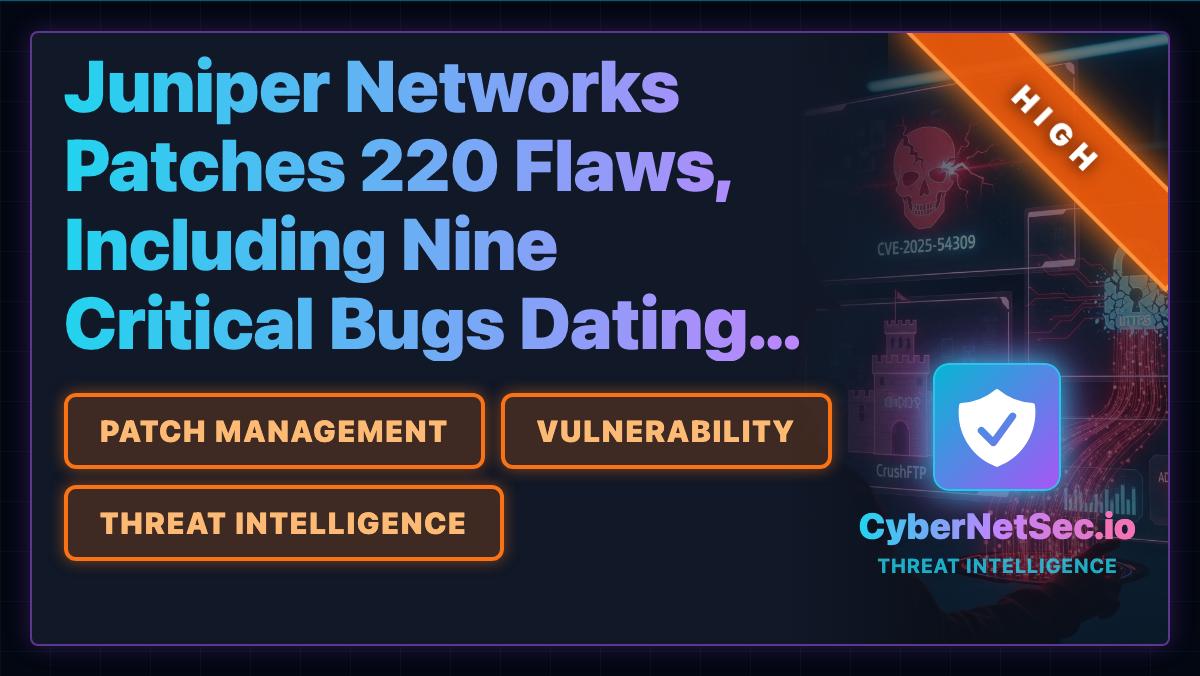 Juniper Networks
Patches 220 Flaws,
Including Nine
Critical Bugs Dating...
HIGH
CVE-2025-54309
HTTPS
PATCH MANAGEMENT
VULNERABILITY
CrushFTP
THREAT INTELLIGENCE
CyberNetSec.io
THREAT INTELLIGENCE